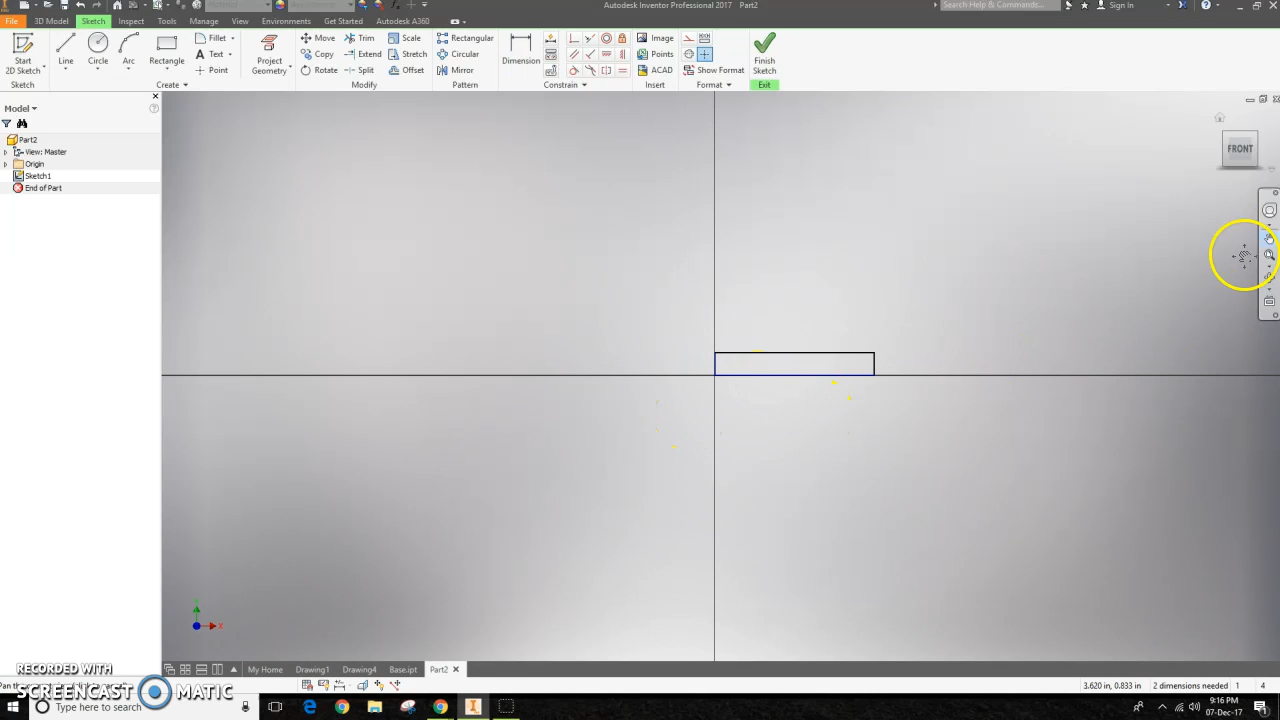 Autodesk Inventor Professional 2017 Part2
Search Help & Commands...
Sign In
File
3D Model
Sketch
Inspect
Tools
Manage
View
Environments
Get Started
Autodesk A360
Start
2D Sketch
Line
Circle
Arc
Rectangle
Fillet
Text
Point
Project
Geometry
Move
Copy
Rotate
Trim
Extend
Split
Scale
Stretch
Offset
Rectangular
Circular
Mirror
Dimension
Image
Points
ACAD
Show Format
Finish
Sketch
Sketch
Create
Modify
Pattern
Constrain
Insert
Format
Exit
Model
Part2
View: Master
Origin
Sketch1
End of Part
FRONT
X
RECORDED WITH
SCREENCAST MATIC
My Home
Drawing1
Drawing4
Base.ipt
Part2
3.620 in, 0.833 in
2 dimensions needed
1
4
Type here to search
9:16 PM
07-Dec-17